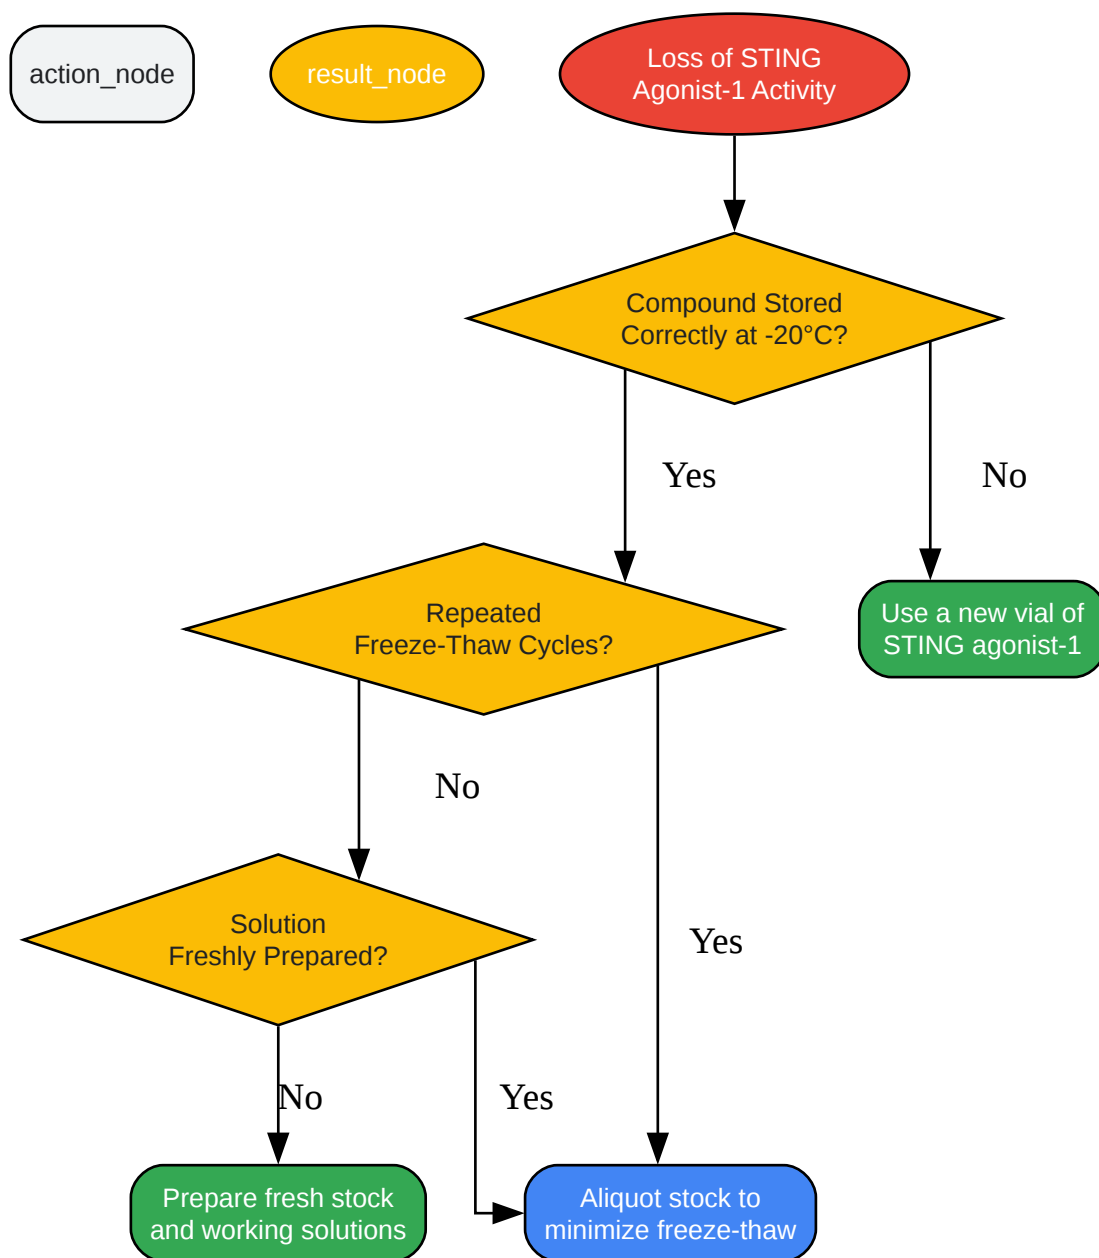 action_node
result_node
Loss of STING
Agonist-1 Activity
Compound Stored
Correctly at -20°C?
Yes
No
Repeated
Freeze-Thaw Cycles?
Use a new vial of
STING agonist-1
No
Solution
Freshly Prepared?
Yes
No
Yes
Prepare fresh stock
and working solutions
Aliquot stock to
minimize freeze-thaw